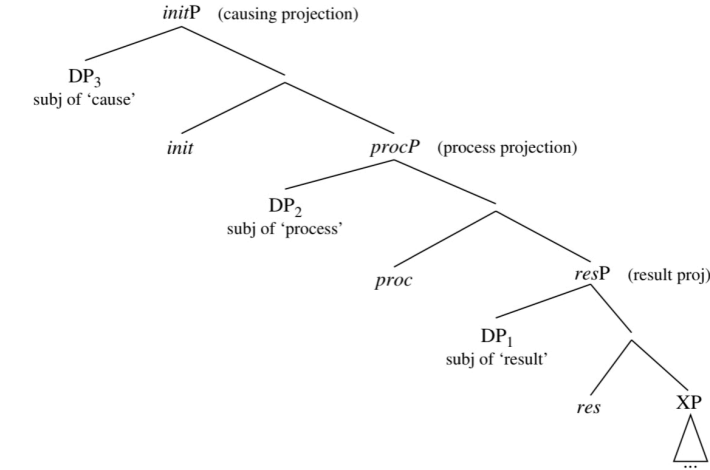 initP (causing projection)
DP3
subj of ‘cause’
init
procP (process projection)
DP2
subj of ‘process’
proc
resP (result proj)
DP1
subj of ‘result’
res
XP
...